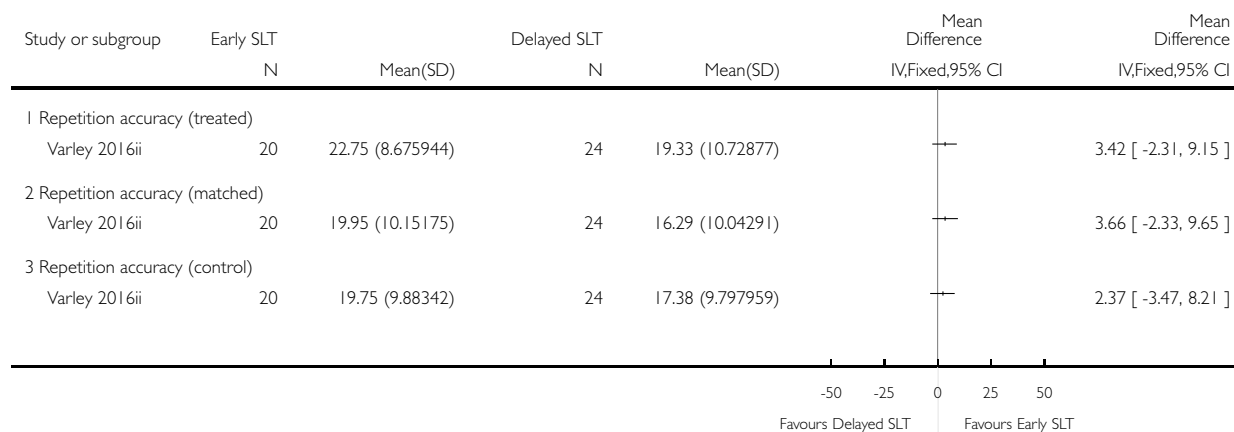 Study or subgroup Early SLT Delayed SLT Mean Difference Mean Difference
N Mean(SD) N Mean(SD) IV,Fixed,95% CI IV,Fixed,95% CI
1 Repetition accuracy (treated)
Varley 2016ii 20 22.75 (8.675944) 24 19.33 (10.72877) 3.42 [ -2.31, 9.15 ]
2 Repetition accuracy (matched)
Varley 2016ii 20 19.95 (10.15175) 24 16.29 (10.04291) 3.66 [ -2.33, 9.65 ]
3 Repetition accuracy (control)
Varley 2016ii 20 19.75 (9.88342) 24 17.38 (9.797959) 2.37 [ -3.47, 8.21 ]
-50 -25 0 25 50
Favours Delayed SLT Favours Early SLT